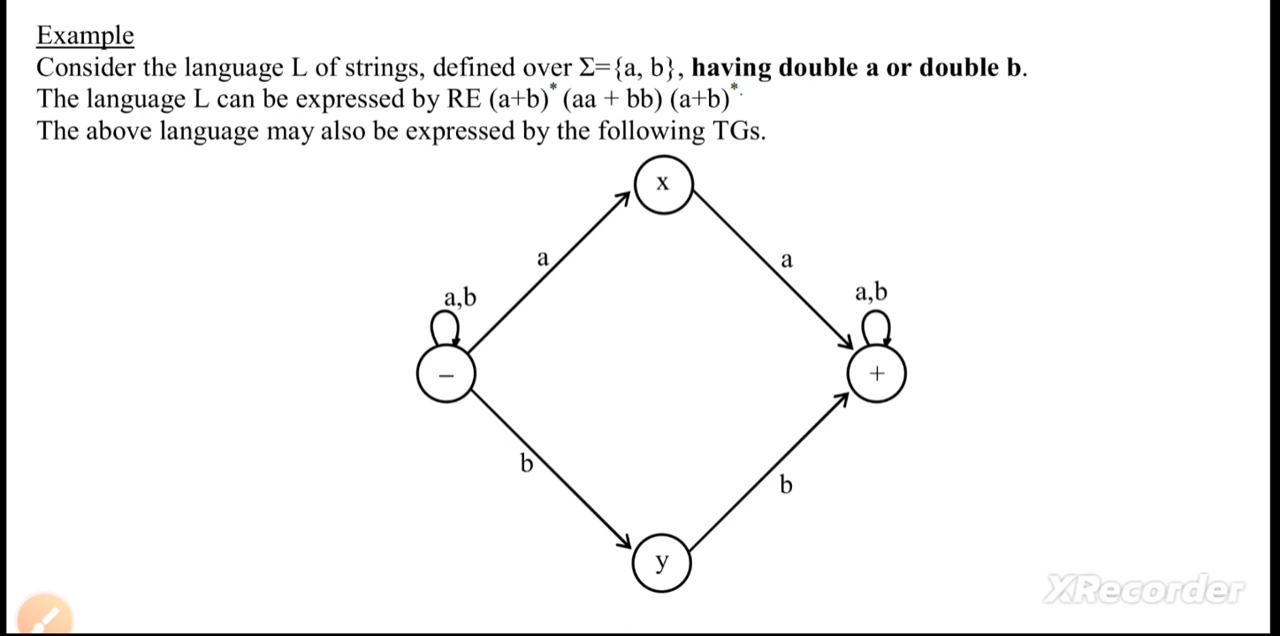 Example
Consider the language L of strings, defined over Σ={a, b}, having double a or double b.
The language L can be expressed by RE (a+b)* (aa + bb) (a+b)*.
The above language may also be expressed by the following TGs.
x
a
a
a,b
a,b
–
+
b
b
y
XRecorder